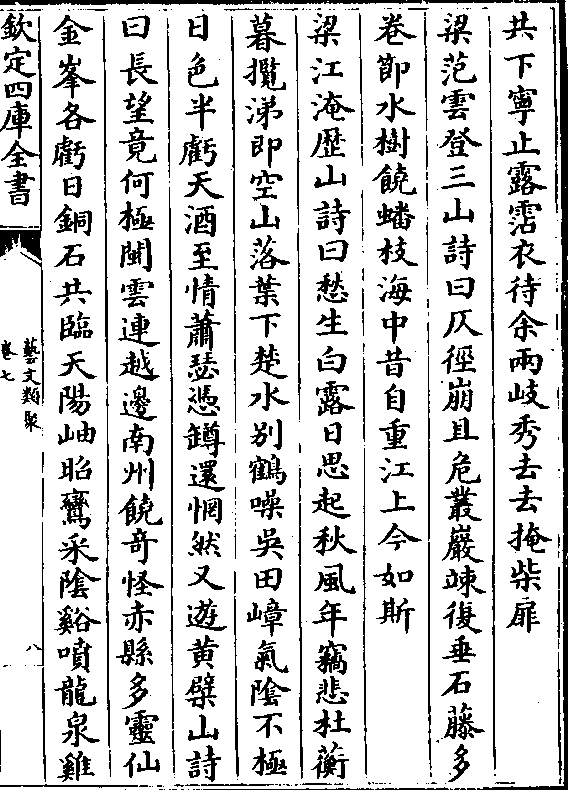 共下寧止露霑衣待余兩岐秀去去掩柴扉
梁范雲登三山詩曰仄徑崩且危叢巖竦復垂石藤多
卷節水樹饒蟠枝海中昔自重江上今如斯
梁江淹歴山詩曰愁生白露日思起秋風年竊悲杜蘅
暮攬涕即空山落葉下楚水别鶴噪吳田嶂氣陰不極
日色半虧天酒至情蕭瑟憑罇還惘然又遊黄櫱山詩
曰長望竟何極閩雲連越邊南州饒奇怪赤縣多靈仙
金峯各虧日銅石共臨天陽岫昭鸞采陰谿噴龍泉雞
欽定四庫全書
藝文類聚
卷七
八